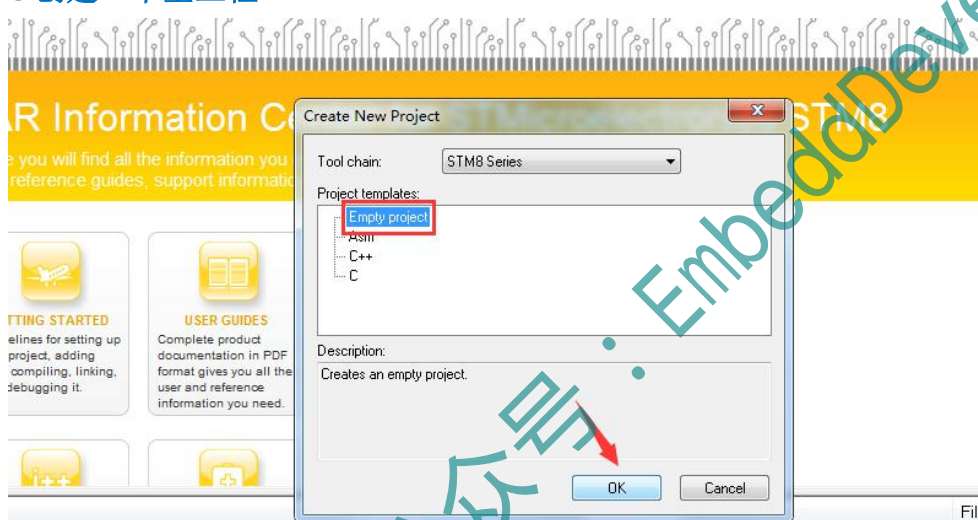 AR Information Ce
STM8
e you will find all the information you
reference guides, support informatio
Create New Project
Tool chain:
STM8 Series
Project templates:
Empty project
Asm
C++
C
Description:
Creates an empty project.
OK
Cancel
TTING STARTED
elines for setting up
project, adding
compiling, linking,
debugging it.
USER GUIDES
Complete product
documentation in PDF
format gives you all the
user and reference
information you need.
i++
Fil
众号：EmbeddDeve